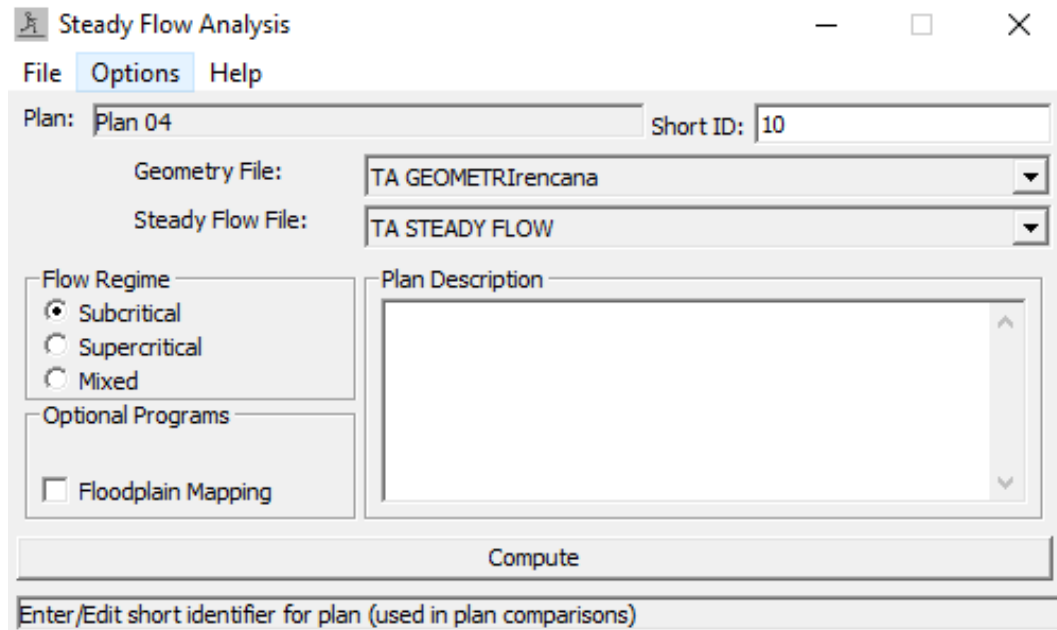 Steady Flow Analysis
File Options Help
Plan: Plan 04 Short ID: 10
Geometry File: TA GEOMETRIrencana
Steady Flow File: TA STEADY FLOW
Flow Regime
Subcritical
Supercritical
Mixed
Optional Programs
Floodplain Mapping
Plan Description
Compute
Enter/Edit short identifier for plan (used in plan comparisons)